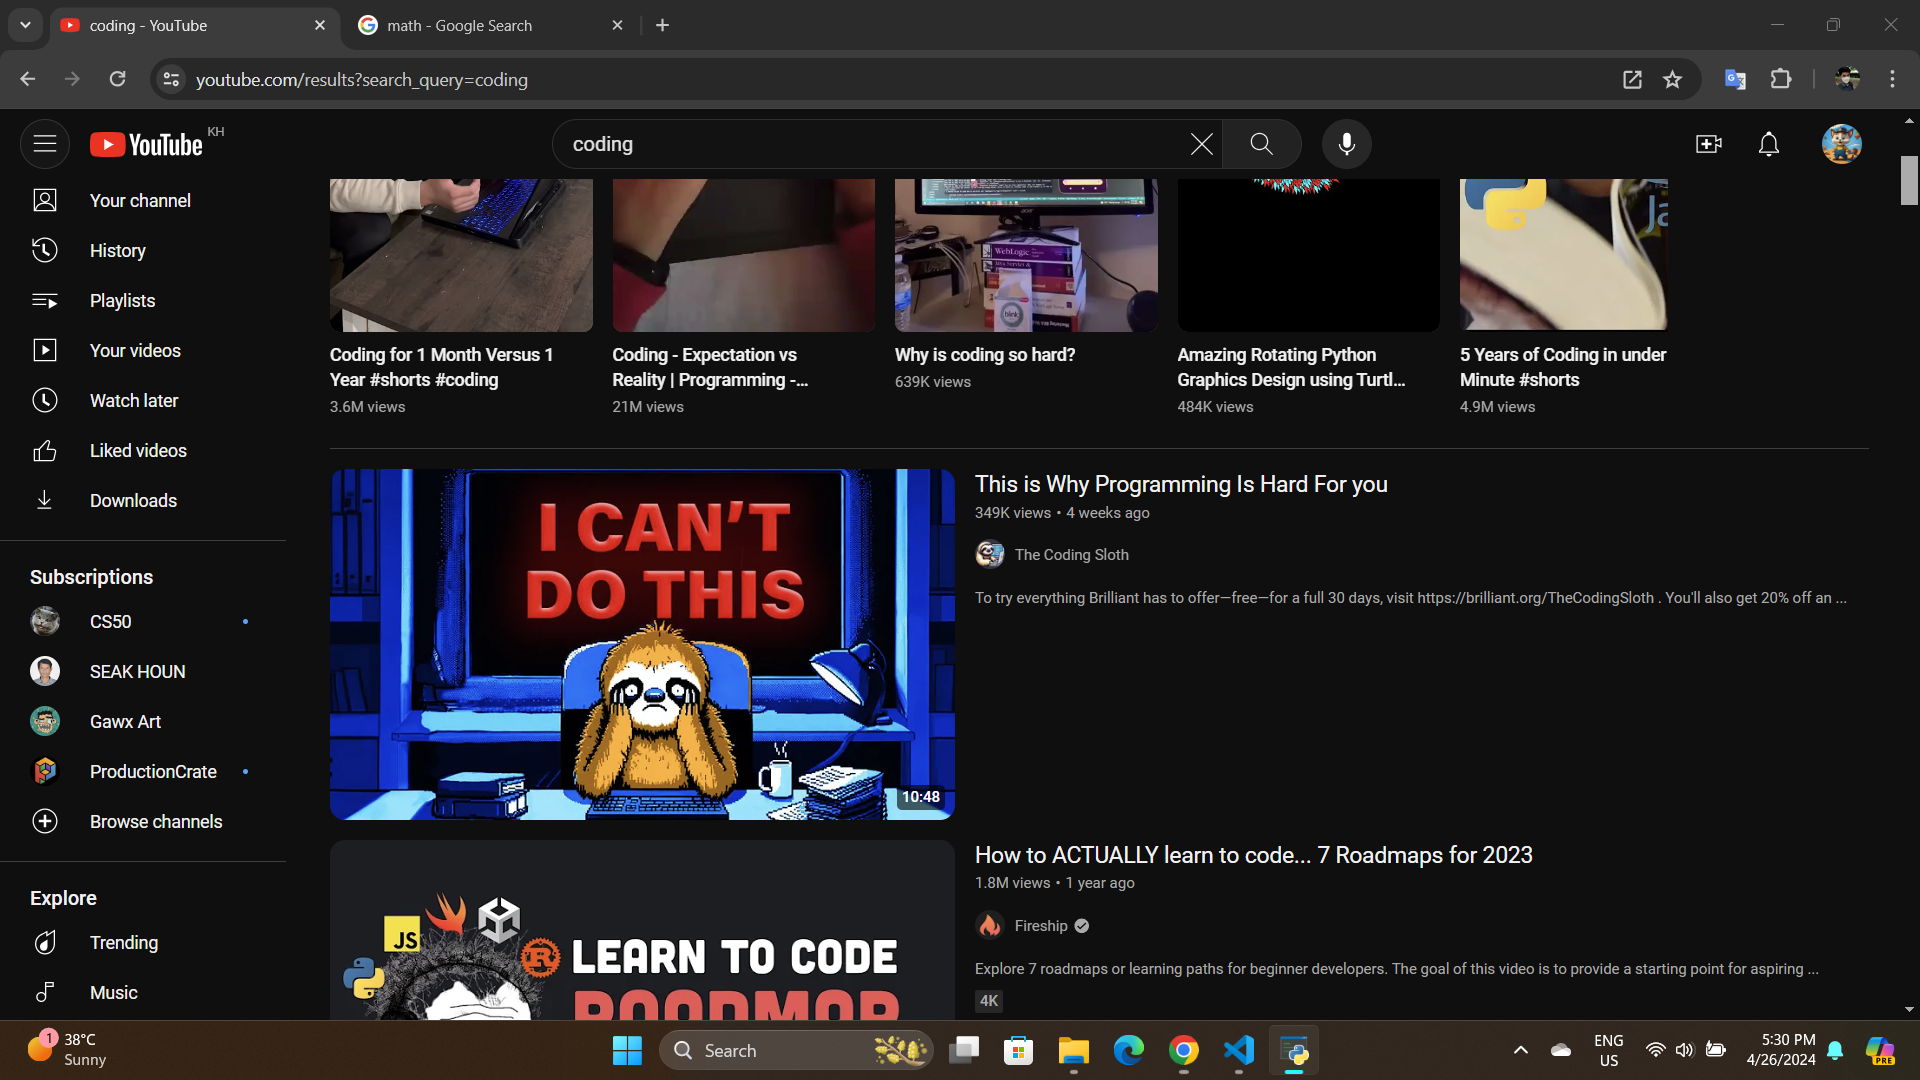 coding - YouTube
math - Google Search
youtube.com/results?search_query=coding
YouTube KH
coding
Your channel
History
Playlists
Your videos
Watch later
Liked videos
Downloads
Subscriptions
CS50
SEAK HOUN
Gawx Art
ProductionCrate
Browse channels
Explore
Trending
Music
WebLogic
blink
Coding for 1 Month Versus 1
Year #shorts #coding
3.6M views
Coding - Expectation vs
Reality | Programming -...
21M views
Why is coding so hard?
639K views
Amazing Rotating Python
Graphics Design using Turtl...
484K views
5 Years of Coding in under
Minute #shorts
4.9M views
I CAN'T
DO THIS
10:48
This is Why Programming Is Hard For you
349K views • 4 weeks ago
The Coding Sloth
To try everything Brilliant has to offer—free—for a full 30 days, visit https://brilliant.org/TheCodingSloth . You'll also get 20% off an ...
JS
LEARN TO CODE
ROADMAP
How to ACTUALLY learn to code... 7 Roadmaps for 2023
1.8M views • 1 year ago
Fireship
Explore 7 roadmaps or learning paths for beginner developers. The goal of this video is to provide a starting point for aspiring ...
4K
1
38°C
Sunny
Search
ENG
US
5:30 PM
4/26/2024
PRE